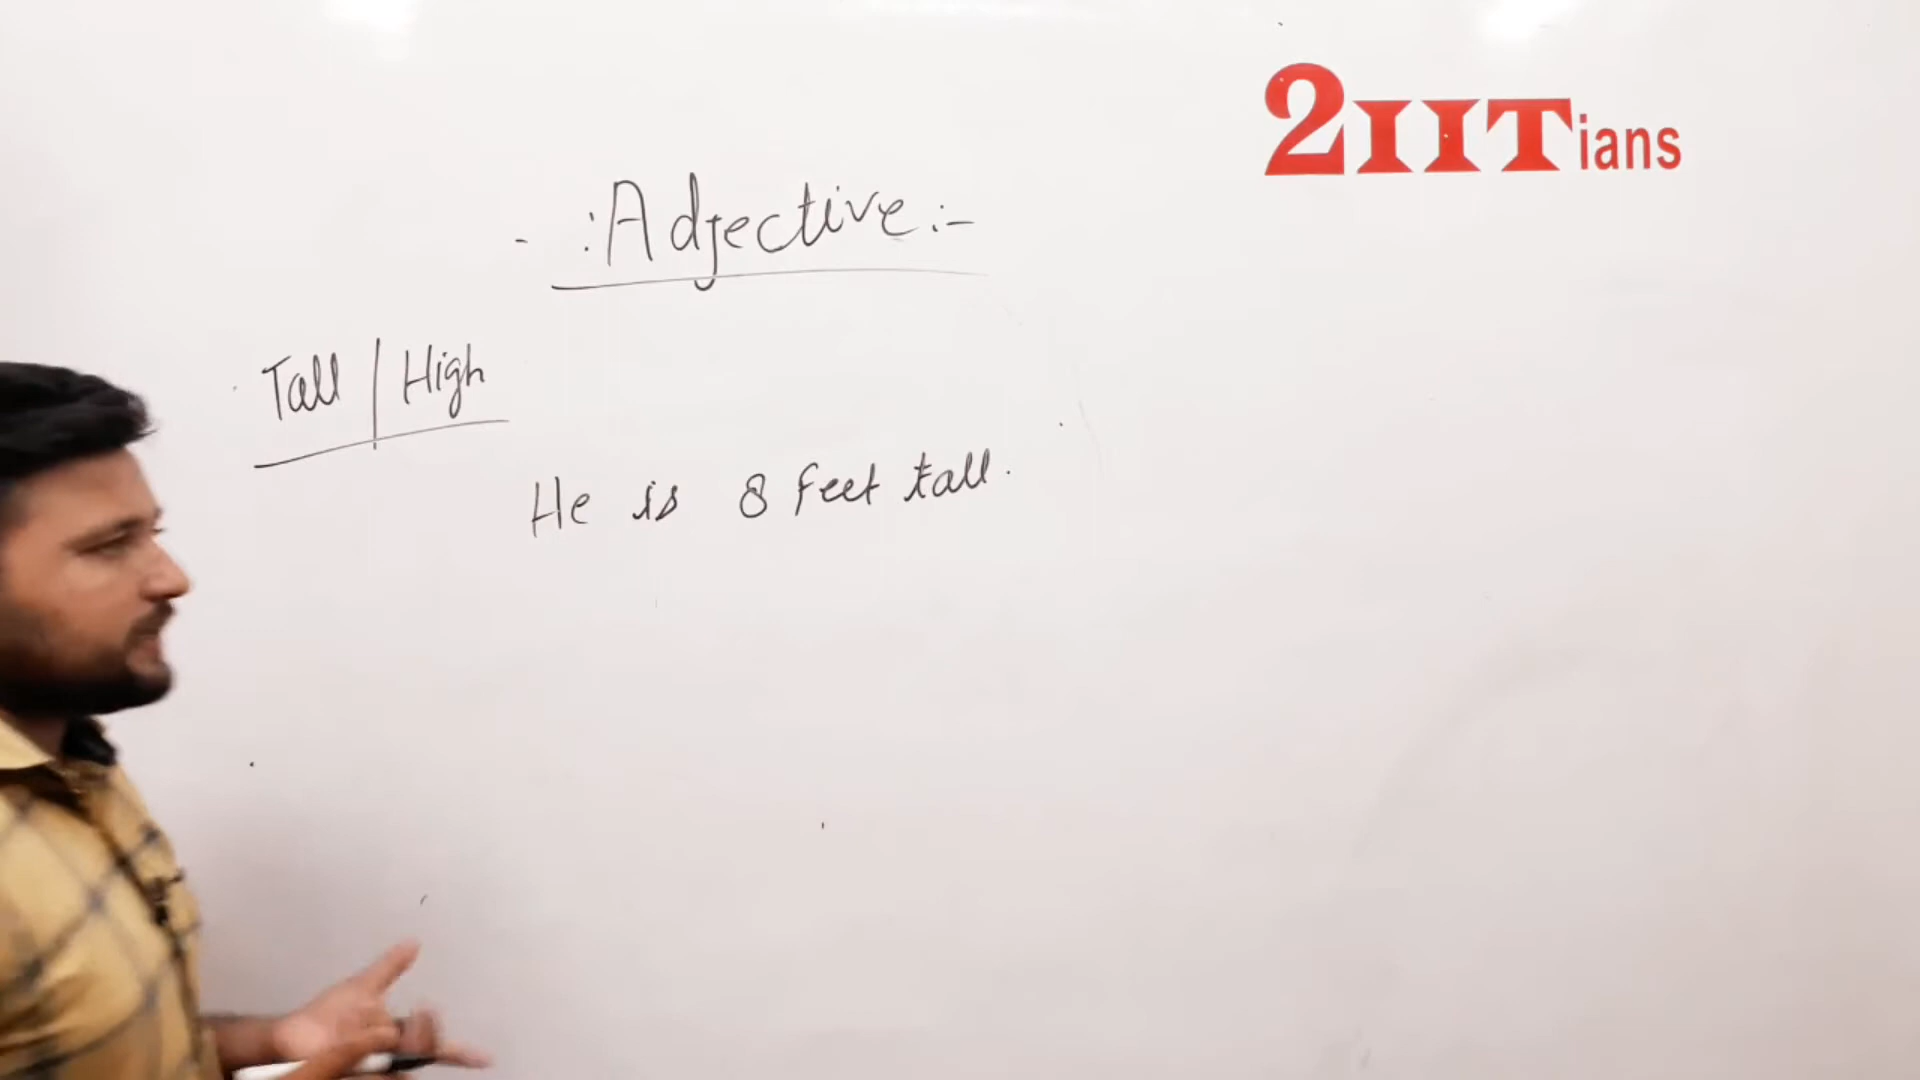 2IITians
- :Adjective:-
Tall | High
He is 8 feet tall.